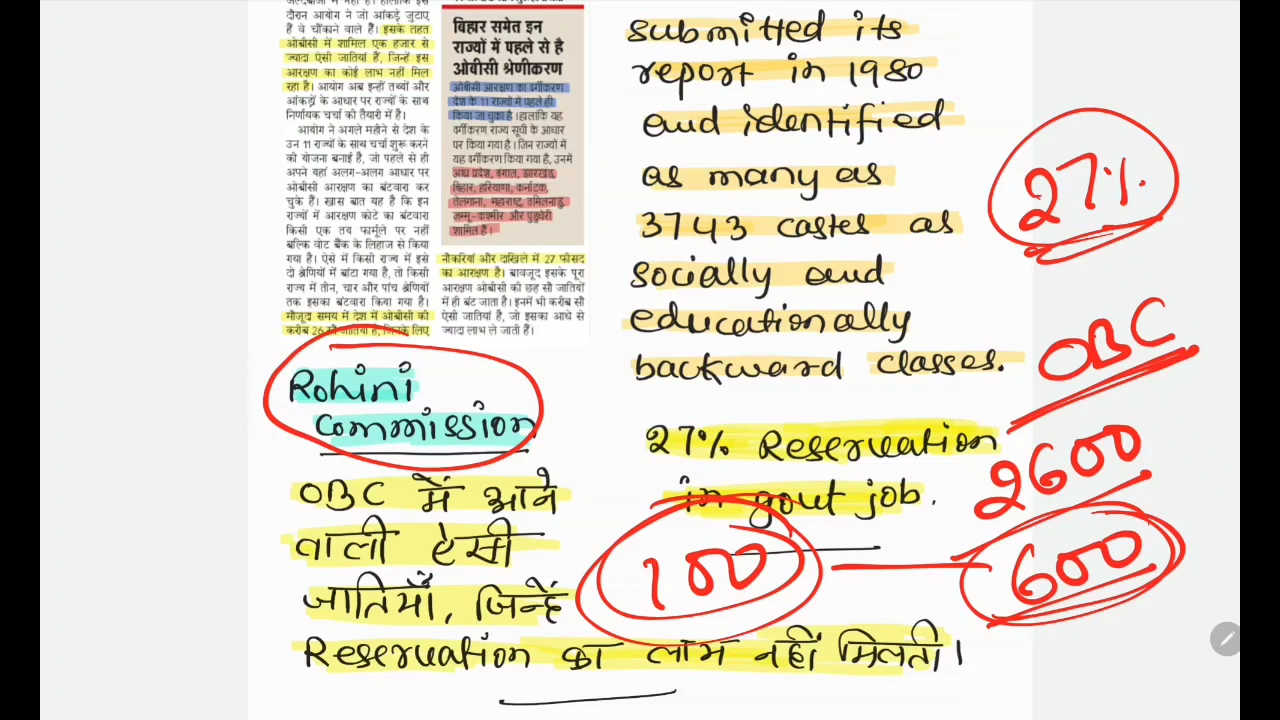 दौरान आयोग ने जो आंकड़े जुटाए
हैं वे चौंकाने वाले हैं। इसके तहत
ओबीसी में शामिल एक हजार से
ज्यादा ऐसी जातियां हैं, जिन्हें इस
आरक्षण का कोई लाभ नहीं मिल
रहा है। आयोग अब इन्हीं तथ्यों और
आंकड़ों के आधार पर राज्यों के साथ
निर्णायक चर्चा की तैयारी में है।
आयोग ने अगले महीने से देश के
उन 11 राज्यों के साथ चर्चा शुरू करने
की योजना बनाई है, जो पहले से ही
अपने यहां अलग-अलग आधार पर
ओबीसी आरक्षण का बंटवारा कर
चुके हैं। खास बात यह है कि इन
राज्यों में आरक्षण कोटे का बंटवारा
किसी एक तय फार्मूले पर नहीं
बल्कि वोट बैंक के लिहाज से किया
गया है। ऐसे में किसी राज्य में इसे
दो श्रेणियों में बांटा गया है, तो किसी
राज्य में तीन, चार और पांच श्रेणियों
तक इसका बंटवारा किया गया है।
मौजूदा समय में देश में ओबीसी की
करीब 26 सौ जातियां है, जिनके लिए
बिहार समेत इन
राज्यों में पहले से है
ओबीसी श्रेणीकरण
ओबीसी आरक्षण का वर्गीकरण
देश के 11 राज्यों में पहले ही
किया जा चुका है। हालांकि यह
वर्गीकरण राज्य सूची के आधार
पर किया गया है। जिन राज्यों में
यह वर्गीकरण किया गया है, उनमें
आंध्र प्रदेश, बंगाल, झारखंड,
बिहार, हरियाणा, कर्नाटक,
तेलंगाना, महाराष्ट्र, तमिलनाडु,
जम्मू-कश्मीर और पुडुचेरी
शामिल है।
नौकरियों और दाखिले में 27 फीसद
का आरक्षण है। बावजूद इसके पूरा
आरक्षण ओबीसी की छह सौ जातियों
में ही बंट जाता है। इनमें भी करीब सौ
ऐसी जातियां है, जो इसका आधे से
ज्यादा लाभ ले जाती हैं।
Rohini
Commission
OBC में आने
वाली ऐसी
जातियाँ, जिन्हें
Reservation का लाभ नहीं मिलती।
submitted its
report in 1980
and identified
as many as
3743 castes as
socially and
educationally
backward classes.
27% Reservation
in govt job.
27%.
OBC
2600
100
600